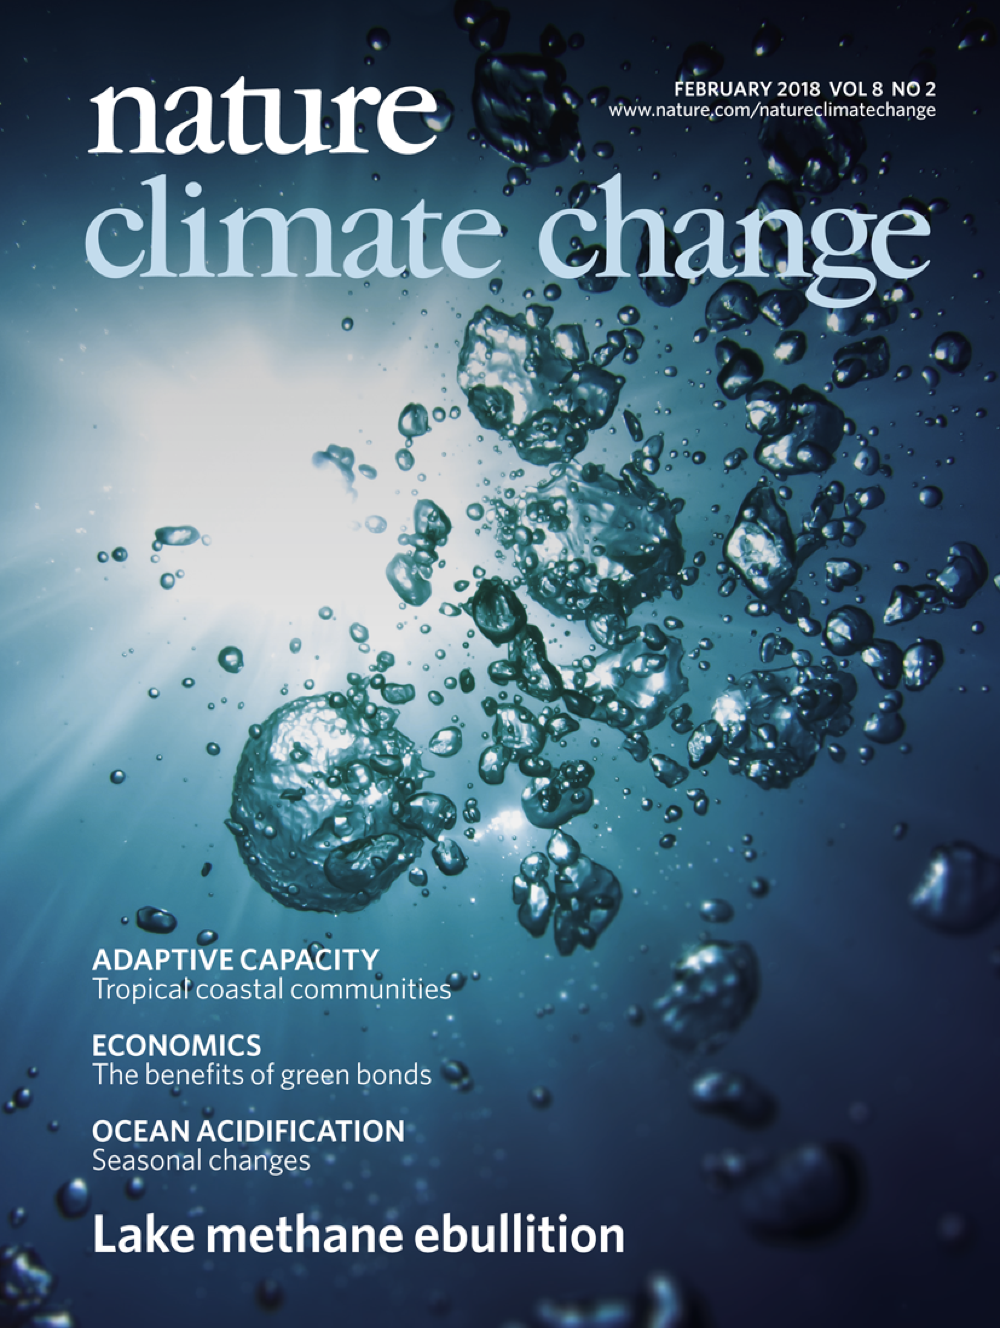 nature
climate change
FEBRUARY 2018 VOL 8 NO 2
www.nature.com/natureclimatechange
ADAPTIVE CAPACITY
Tropical coastal communities
ECONOMICS
The benefits of green bonds
OCEAN ACIDIFICATION
Seasonal changes
Lake methane ebullition